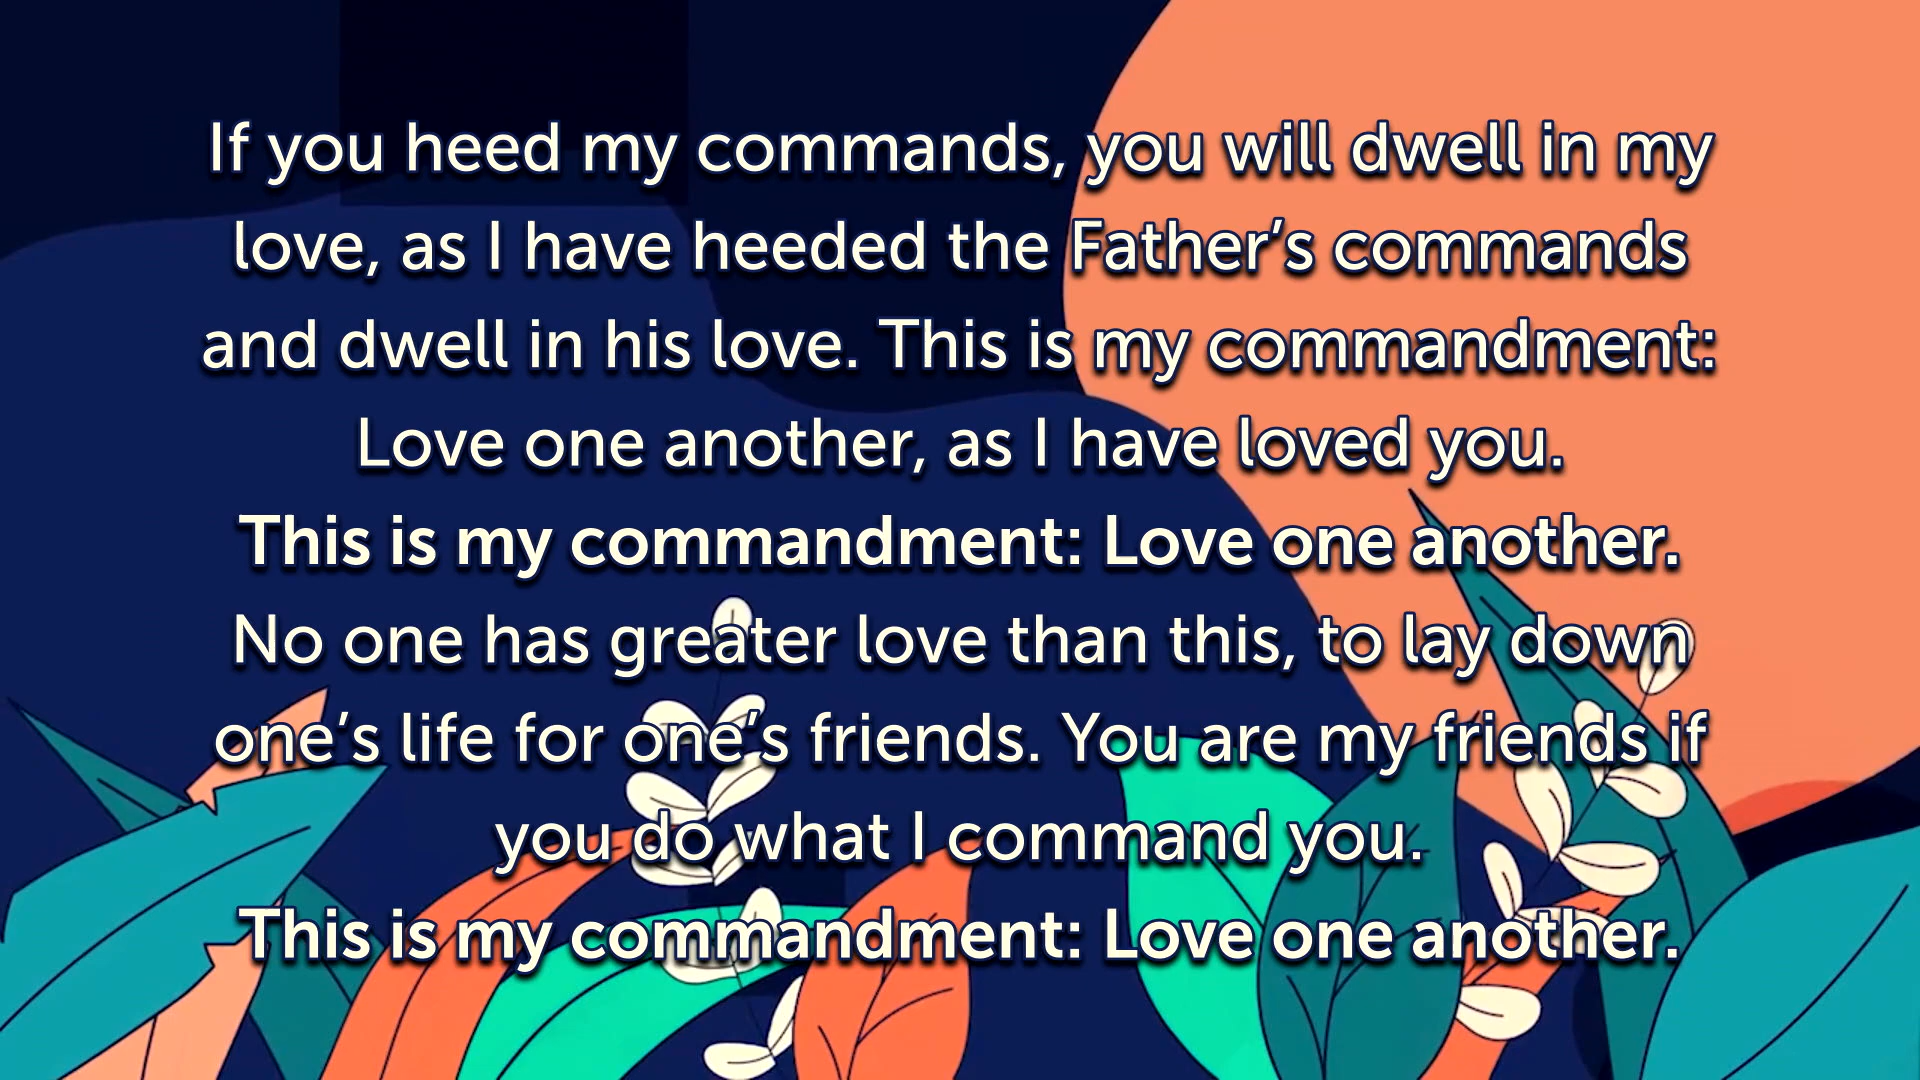 If you heed my commands, you will dwell in my
love, as I have heeded the Father’s commands
and dwell in his love. This is my commandment:
Love one another, as I have loved you.
This is my commandment: Love one another.
No one has greater love than this, to lay down
one’s life for one’s friends. You are my friends if
you do what I command you.
This is my commandment: Love one another.